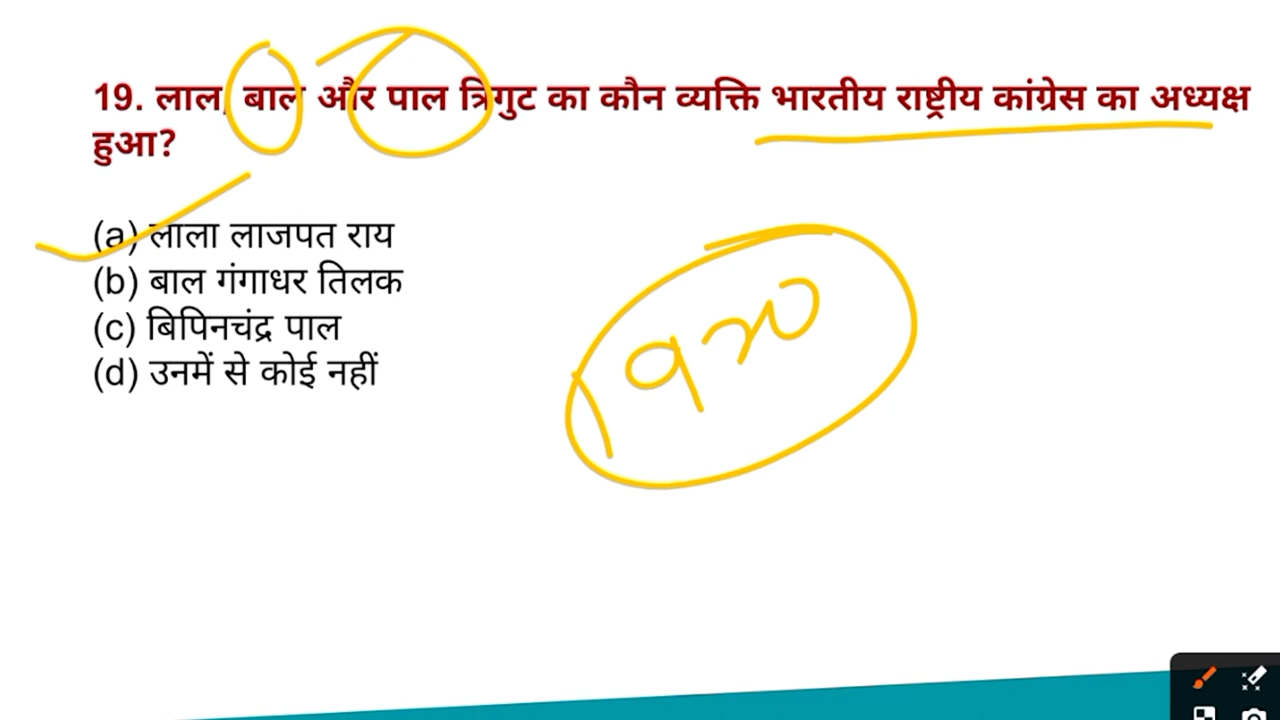 19. लाल, बाल और पाल त्रिगुट का कौन व्यक्ति भारतीय राष्ट्रीय कांग्रेस का अध्यक्ष
हुआ?
(a) लाला लाजपत राय
(b) बाल गंगाधर तिलक
(c) बिपिनचंद्र पाल
(d) उनमें से कोई नहीं
1920